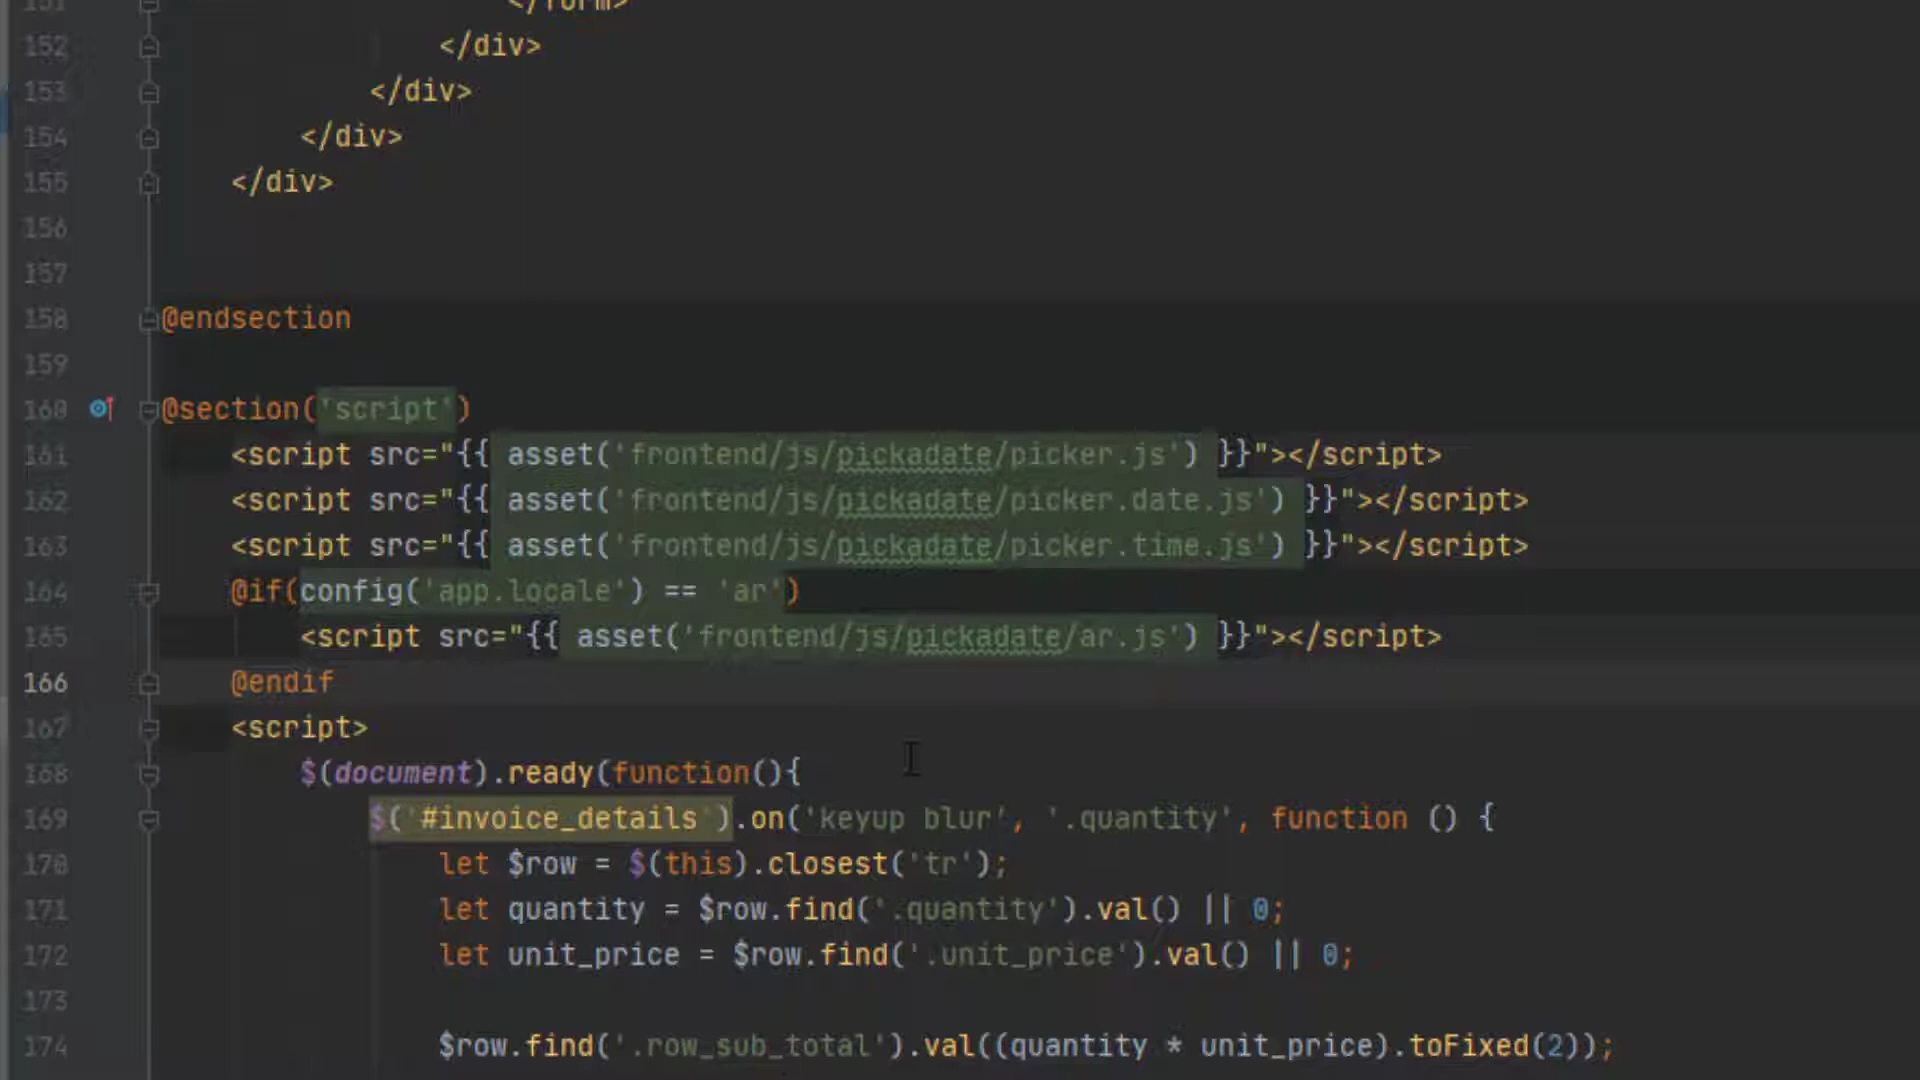 151 </form>
152 </div>
153 </div>
154 </div>
155 </div>
156
157
158 @endsection
159
160 @section('script')
161 <script src="{{ asset('frontend/js/pickadate/picker.js') }}"></script>
162 <script src="{{ asset('frontend/js/pickadate/picker.date.js') }}"></script>
163 <script src="{{ asset('frontend/js/pickadate/picker.time.js') }}"></script>
164 @if(config('app.locale') == 'ar')
165 <script src="{{ asset('frontend/js/pickadate/ar.js') }}"></script>
166 @endif
167 <script>
168 $(document).ready(function(){
169 $('#invoice_details').on('keyup blur', '.quantity', function () {
170 let $row = $(this).closest('tr');
171 let quantity = $row.find('.quantity').val() || 0;
172 let unit_price = $row.find('.unit_price').val() || 0;
173
174 $row.find('.row_sub_total').val((quantity * unit_price).toFixed(2));